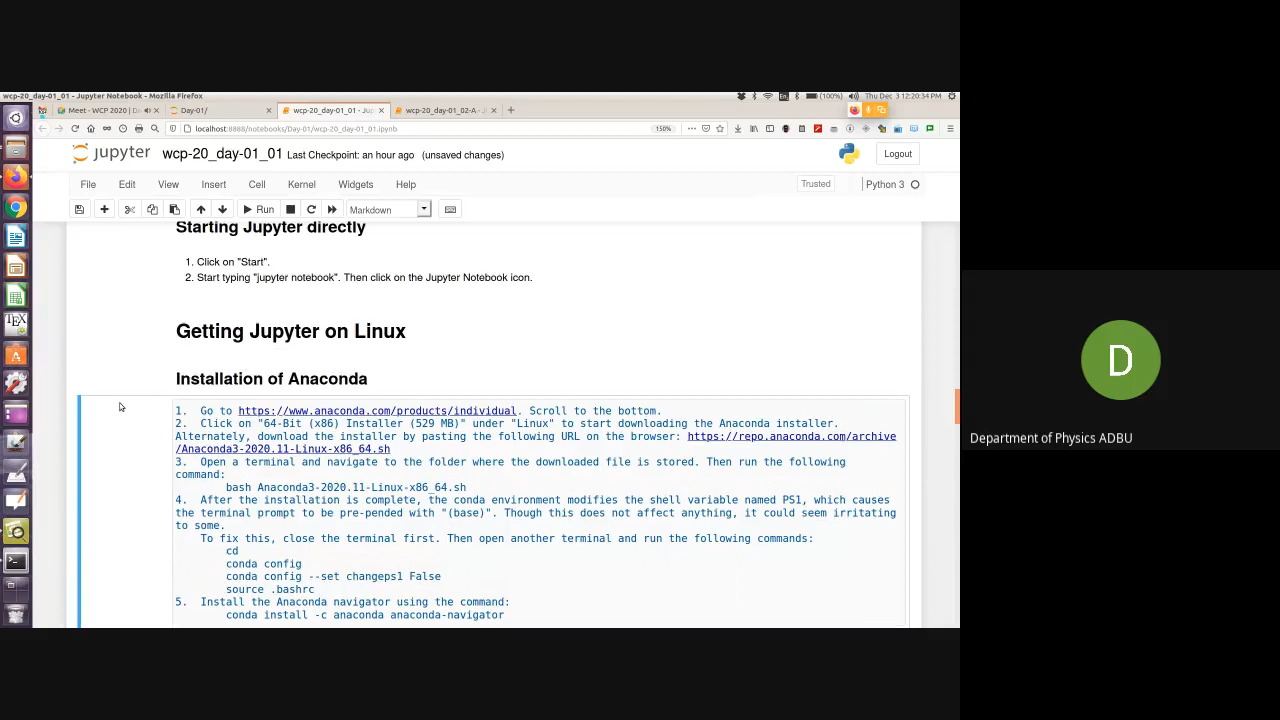 wcp-20_day-01_01 - Jupyter Notebook - Mozilla Firefox
(100%) Thu Dec 3 12:20:34 PM
Meet - WCP 2020 | D
Day-01/
wcp-20_day-01_01 - Jup
wcp-20_day-01_02-A - J
localhost:8888/notebooks/Day-01/wcp-20_day-01_01.ipynb
150%
jupyter wcp-20_day-01_01 Last Checkpoint: an hour ago (unsaved changes)
Logout
File Edit View Insert Cell Kernel Widgets Help
Trusted
Python 3
Run
Markdown
Starting Jupyter directly
1. Click on "Start".
2. Start typing "jupyter notebook". Then click on the Jupyter Notebook icon.
Getting Jupyter on Linux
Installation of Anaconda
1. Go to https://www.anaconda.com/products/individual. Scroll to the bottom.
2. Click on "64-Bit (x86) Installer (529 MB)" under "Linux" to start downloading the Anaconda installer.
Alternately, download the installer by pasting the following URL on the browser: https://repo.anaconda.com/archive
/Anaconda3-2020.11-Linux-x86_64.sh
3. Open a terminal and navigate to the folder where the downloaded file is stored. Then run the following
command:
bash Anaconda3-2020.11-Linux-x86_64.sh
4. After the installation is complete, the conda environment modifies the shell variable named PS1, which causes
the terminal prompt to be pre-pended with "(base)". Though this does not affect anything, it could seem irritating
to some.
To fix this, close the terminal first. Then open another terminal and run the following commands:
cd
conda config
conda config --set changeps1 False
source .bashrc
5. Install the Anaconda navigator using the command:
conda install -c anaconda anaconda-navigator
D
Department of Physics ADBU